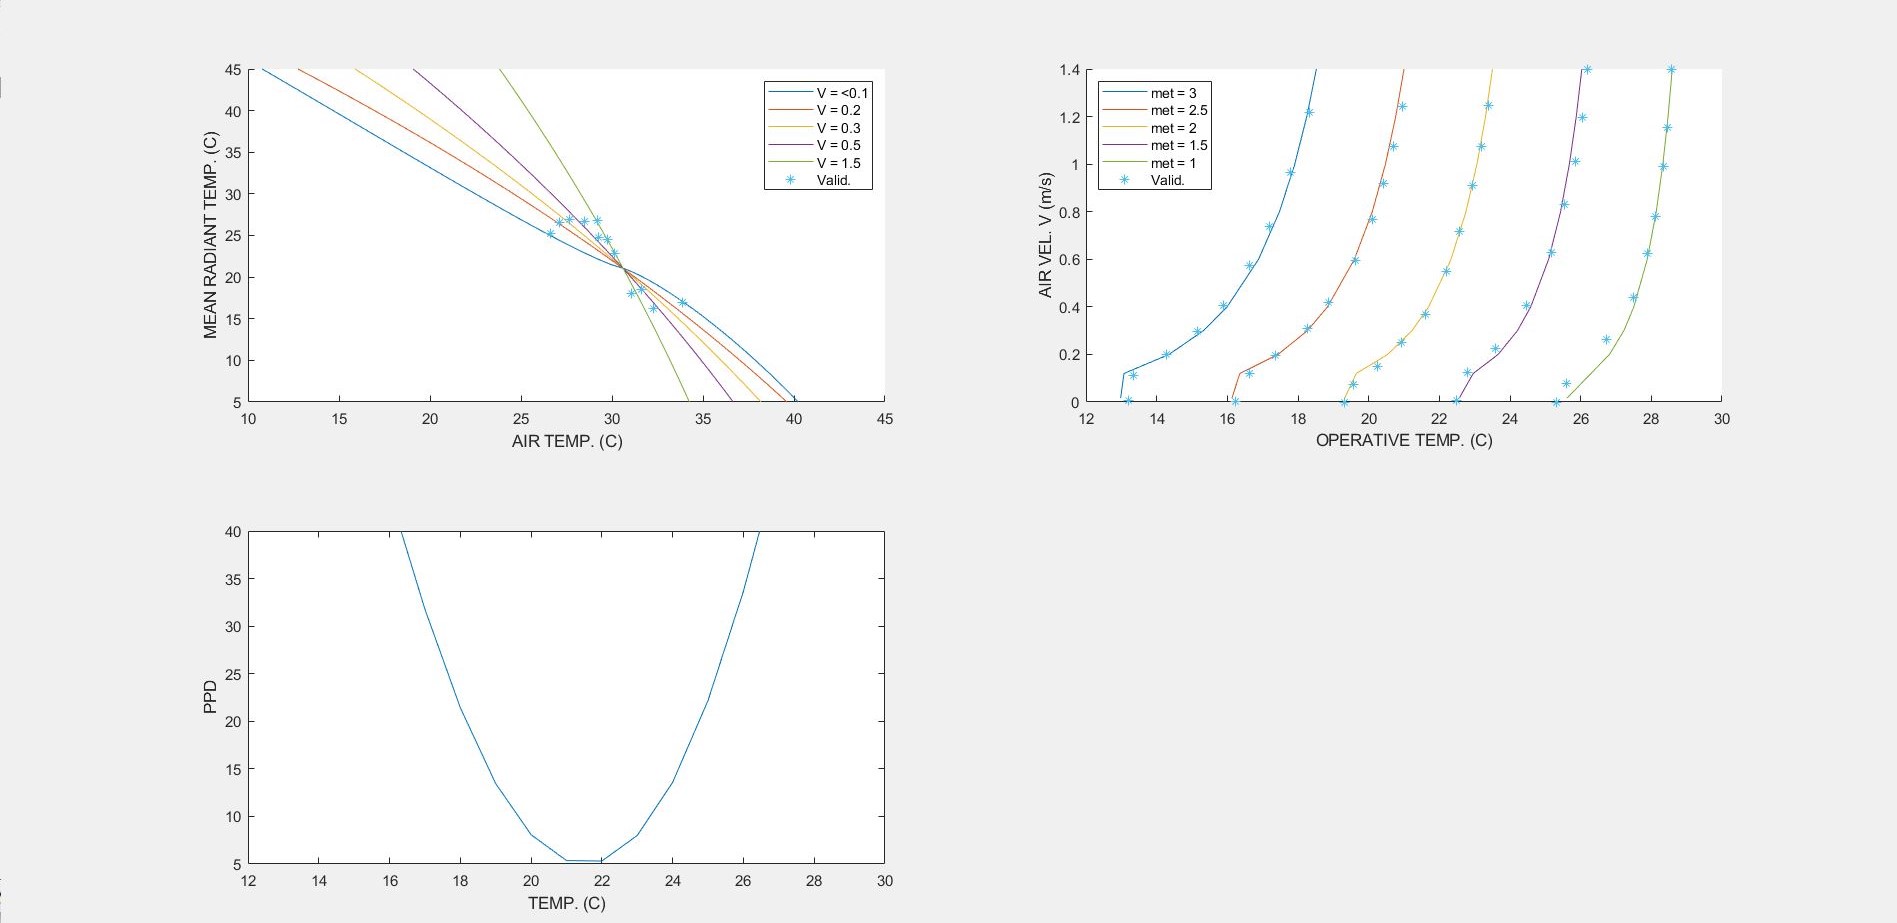 45
40
35
30
25
20
15
10
5
MEAN RADIANT TEMP. (C)
10 15 20 25 30 35 40 45
AIR TEMP. (C)
V = <0.1
V = 0.2
V = 0.3
V = 0.5
V = 1.5
Valid.
1.4
1.2
1
0.8
0.6
0.4
0.2
0
AIR VEL. V (m/s)
12 14 16 18 20 22 24 26 28 30
OPERATIVE TEMP. (C)
met = 3
met = 2.5
met = 2
met = 1.5
met = 1
Valid.
40
35
30
25
20
15
10
5
PPD
12 14 16 18 20 22 24 26 28 30
TEMP. (C)